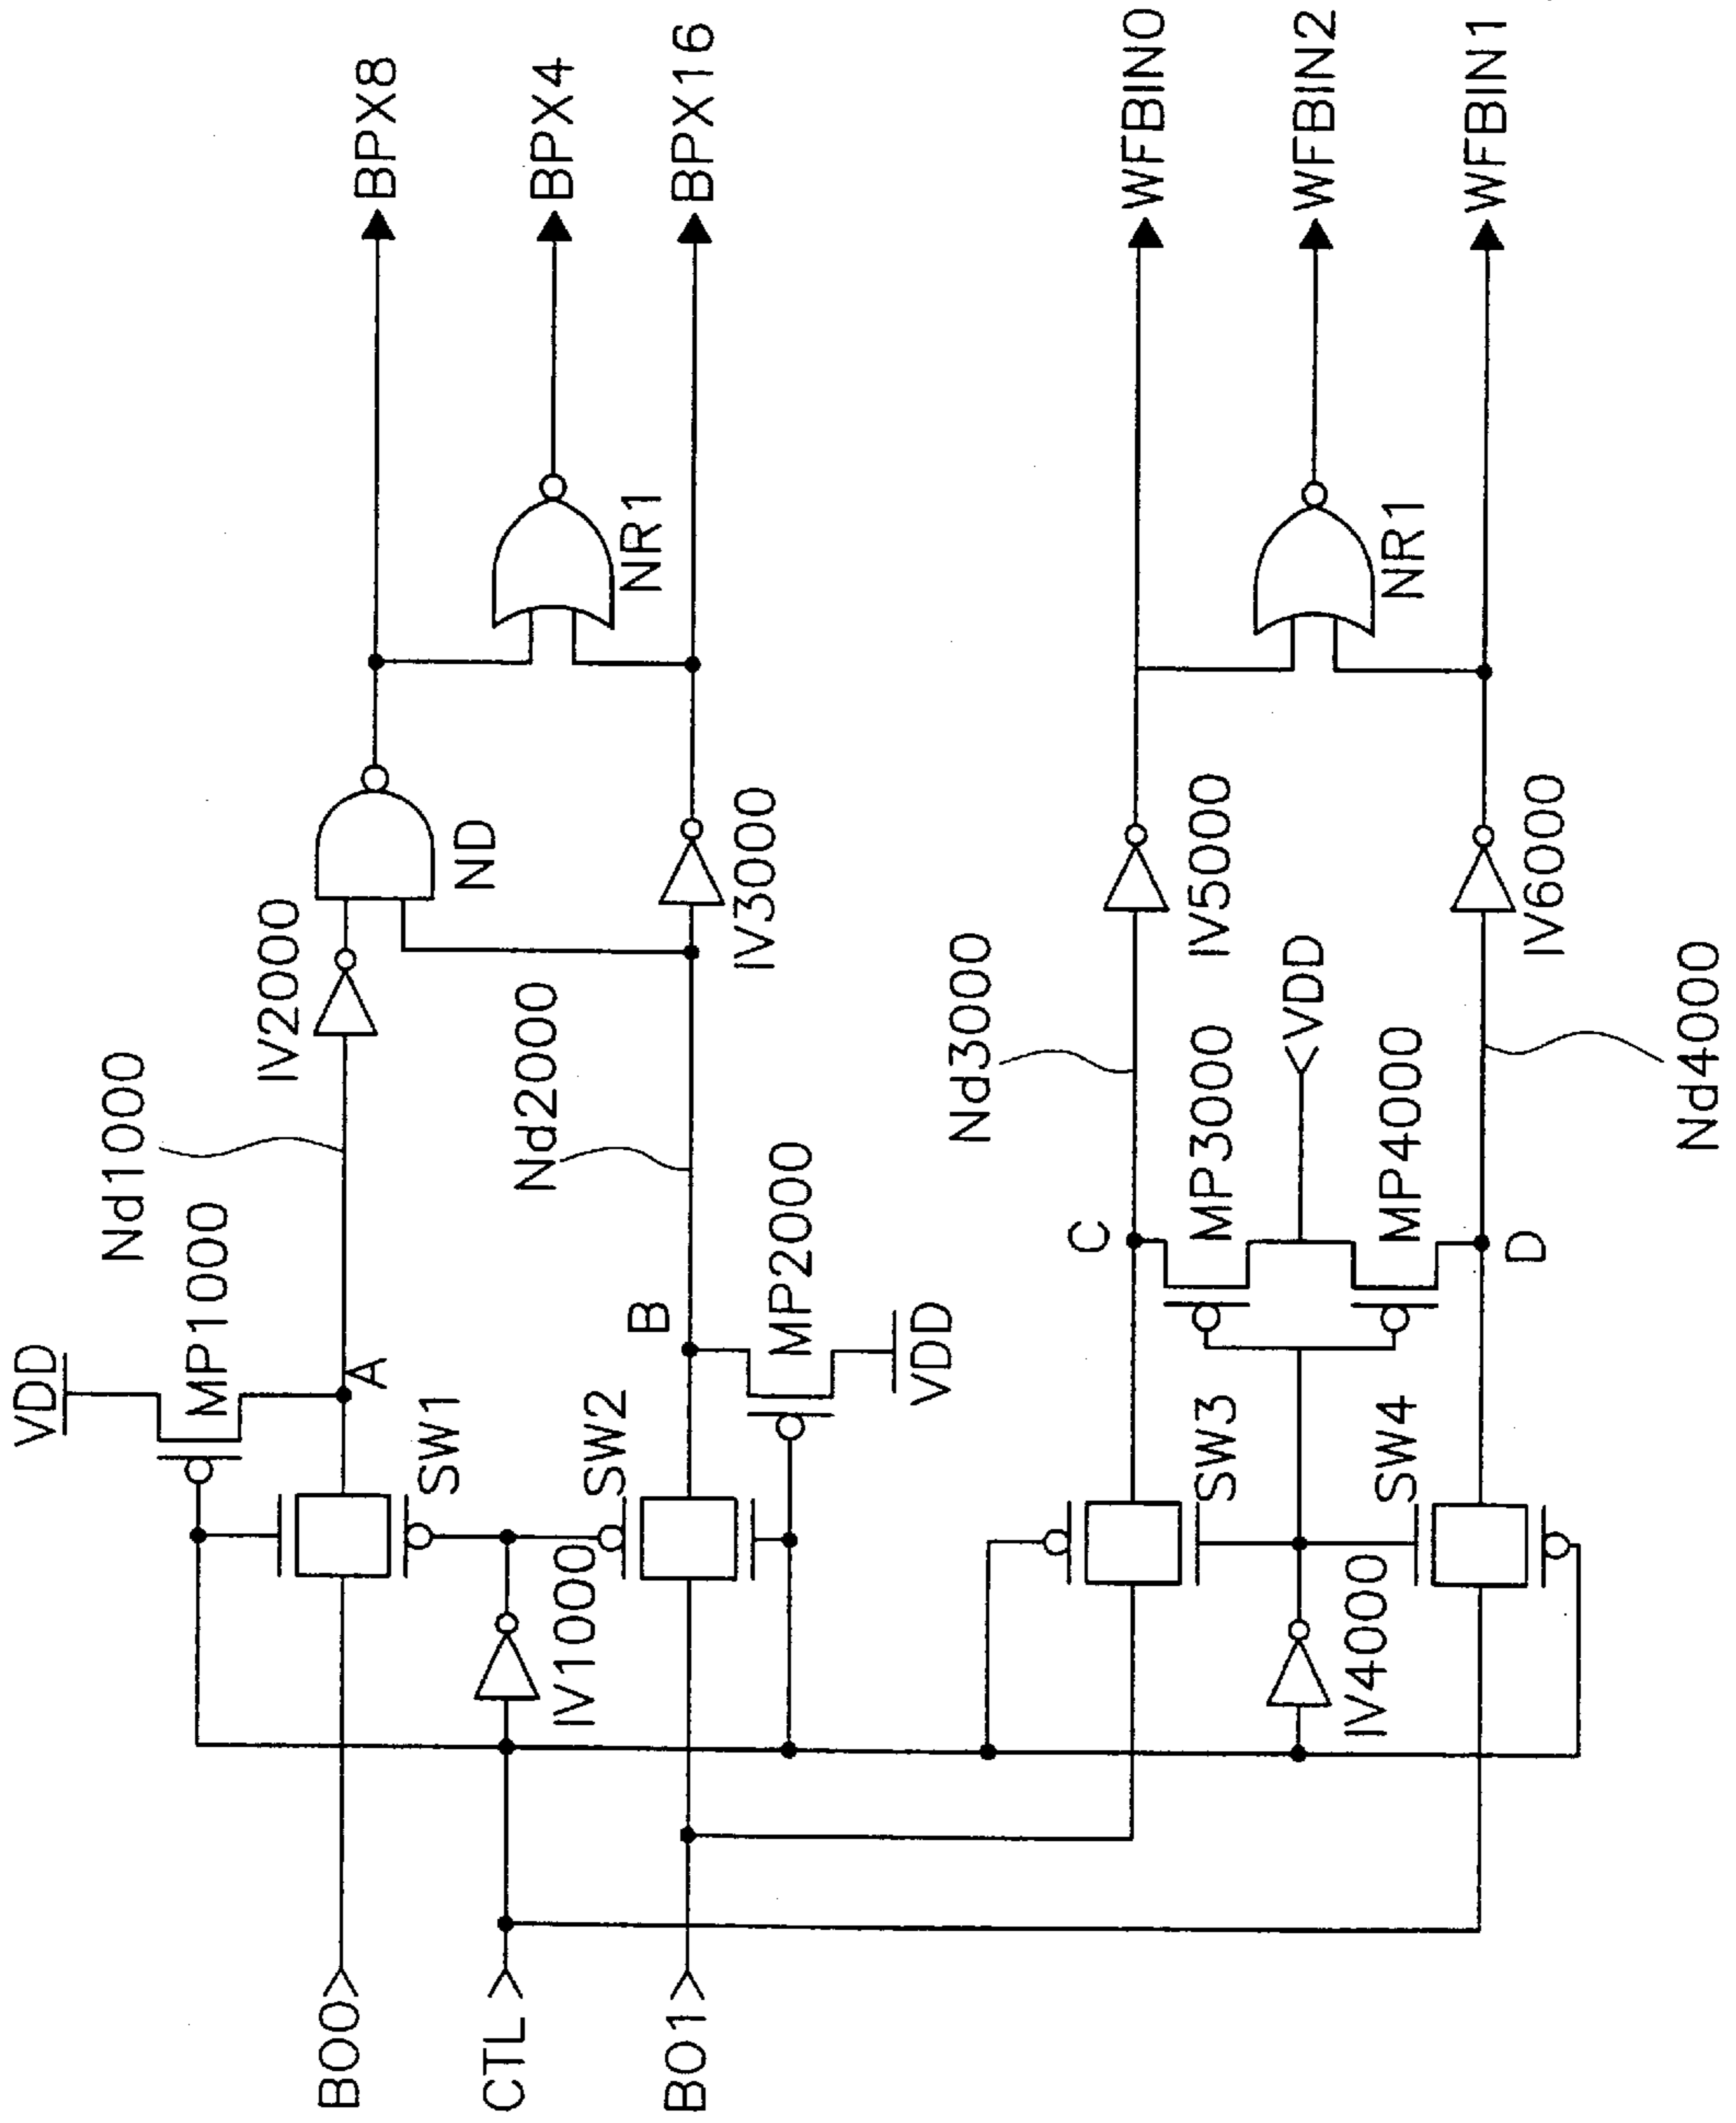 BO0
CTL
BO1
VDD
MP1000
Nd1000
A
SW1
IV1000
SW2
B
MP2000
VDD
Nd2000
IV2000
ND
IV3000
NR1
BPX8
BPX4
BPX16
SW3
IV4000
SW4
C
MP3000
VDD
MP4000
D
Nd3000
Nd4000
IV5000
IV6000
NR1
WFBIN0
WFBIN2
WFBIN1